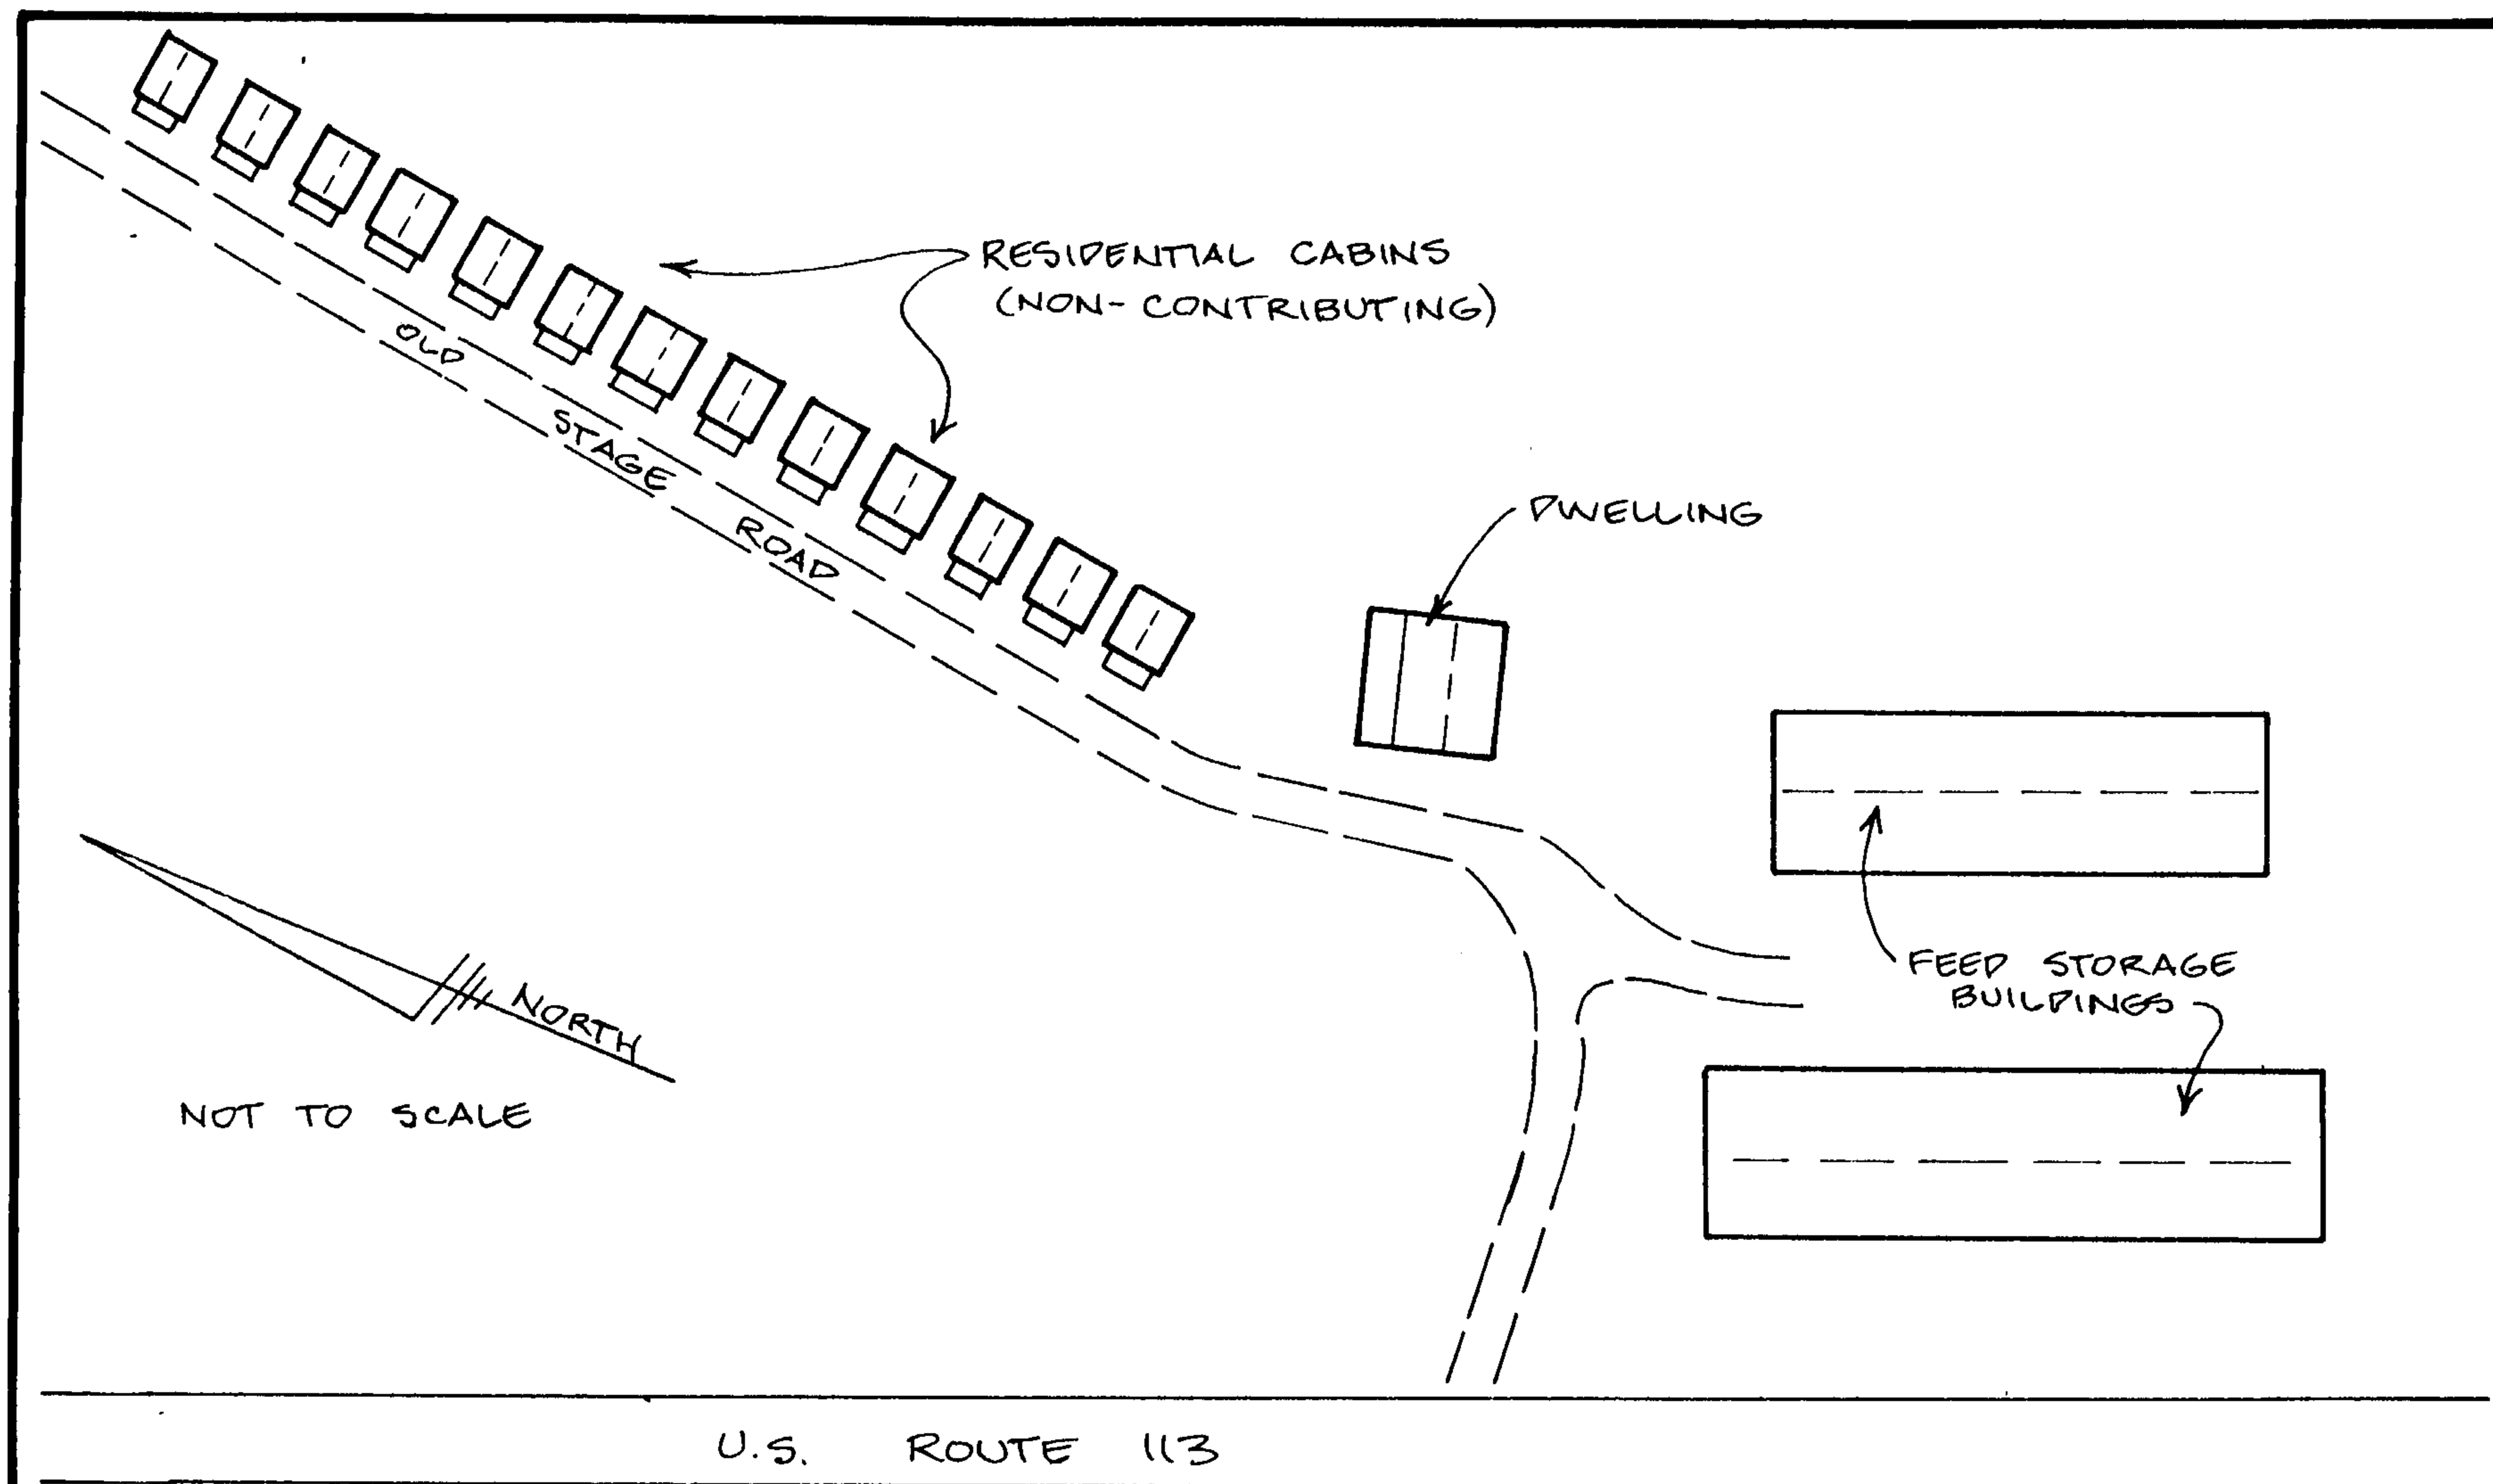 RESIDENTIAL CABINS
(NON-CONTRIBUTING)
OLD STAGE ROAD
DWELLING
FEED STORAGE
BUILDINGS
NORTH
NOT TO SCALE
U.S. ROUTE 113